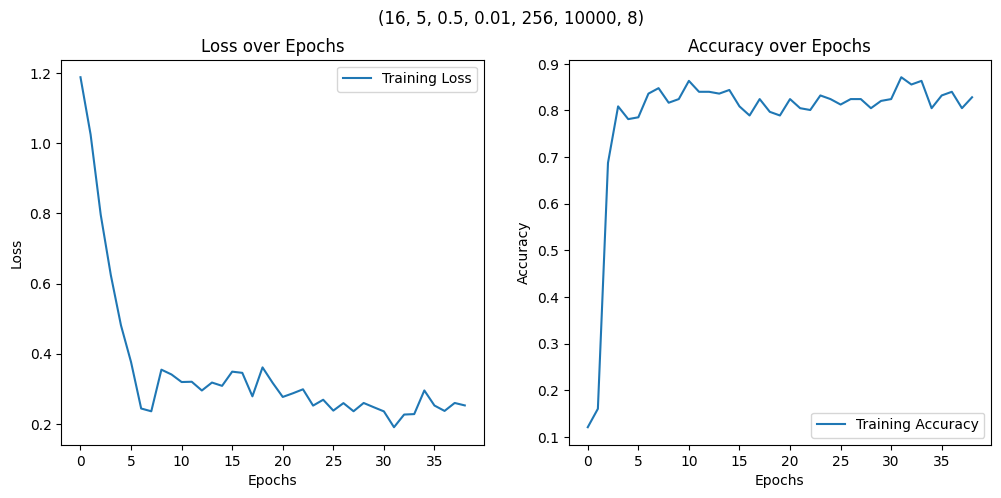 (16, 5, 0.5, 0.01, 256, 10000, 8)
Loss over Epochs
Training Loss
1.2
1.0
0.8
0.6
0.4
0.2
Loss
0 5 10 15 20 25 30 35
Epochs
Accuracy over Epochs
0.9
0.8
0.7
0.6
0.5
0.4
0.3
0.2
0.1
Accuracy
Training Accuracy
0 5 10 15 20 25 30 35
Epochs